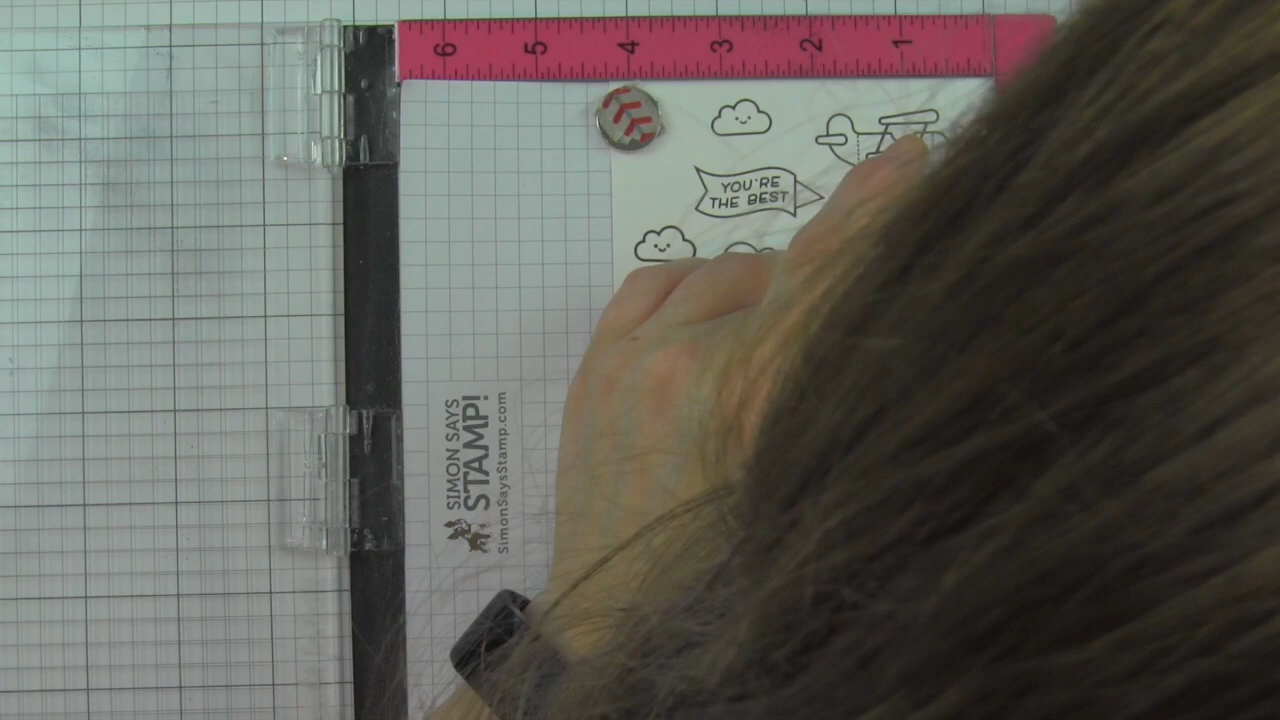 6 5 4 3 2 1
YOU'RE
THE BEST
SIMON SAYS
STAMP!
SimonSaysStamp.com